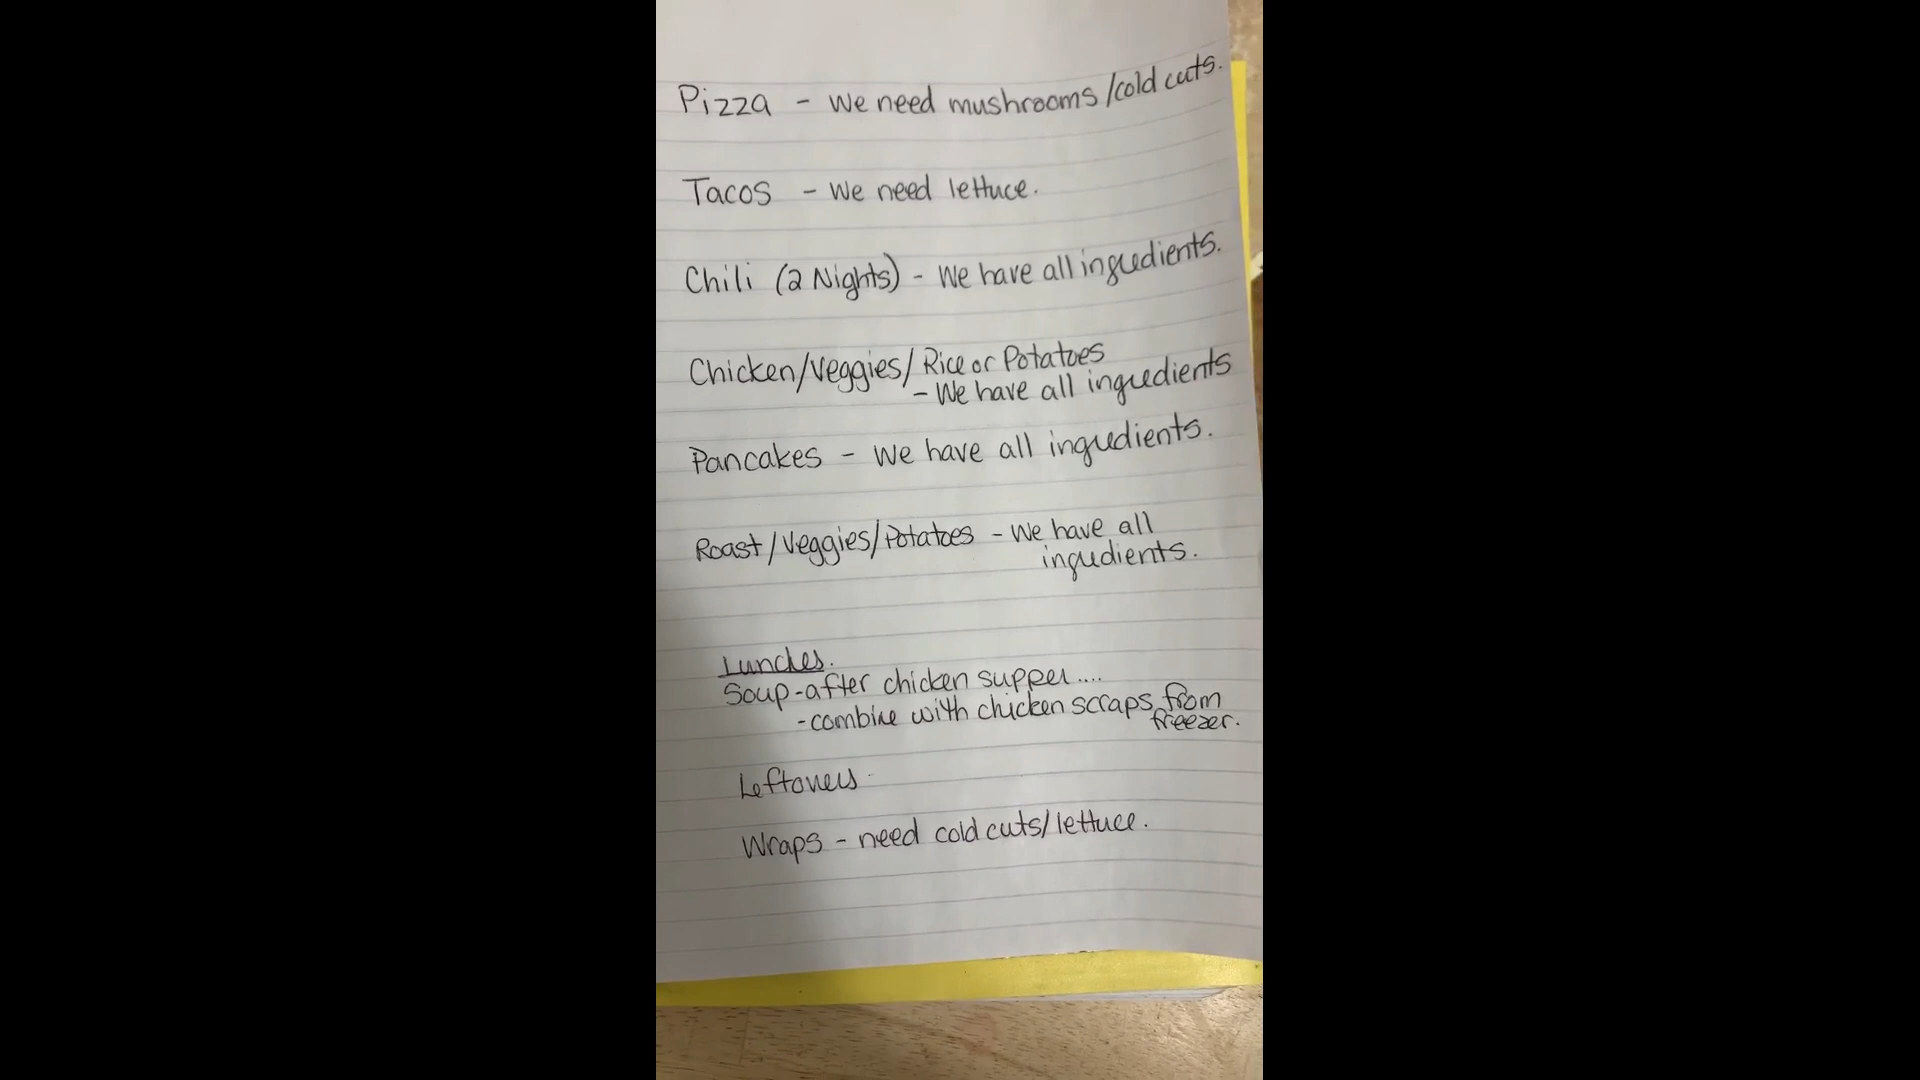 Pizza - We need mushrooms/cold cuts.
Tacos - We need lettuce.
Chili (2 Nights) - We have all ingredients.
Chicken/Veggies/Rice or Potatoes
- We have all ingredients
Pancakes - We have all ingredients.
Roast/Veggies/Potatoes - We have all
ingredients.
Lunches.
Soup-after chicken supper....
-combine with chicken scraps from
freezer.
Leftovers
Wraps - need cold cuts/lettuce.